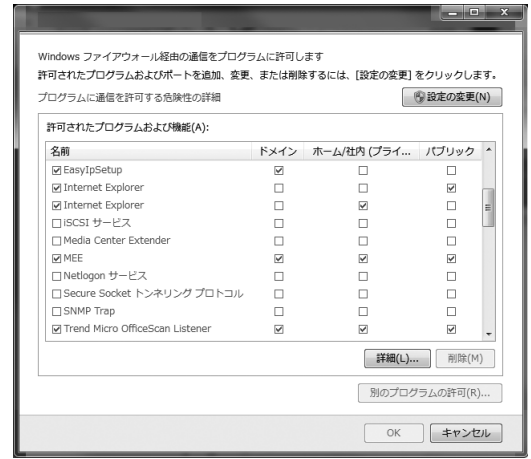 Windows ファイアウォール経由の通信をプログラムに許可します
許可されたプログラムおよびポートを追加、変更、または削除するには、[設定の変更] をクリックします。
プログラムに通信を許可する危険性の詳細
設定の変更(N)
許可されたプログラムおよび機能(A):
名前 ドメイン ホーム/社内 (プライ... パブリック
EasyIpSetup
Internet Explorer
Internet Explorer
iSCSI サービス
Media Center Extender
MEE
Netlogon サービス
Secure Socket トンネリング プロトコル
SNMP Trap
Trend Micro OfficeScan Listener
詳細(L)... 削除(M)
別のプログラムの許可(R)...
OK キャンセル